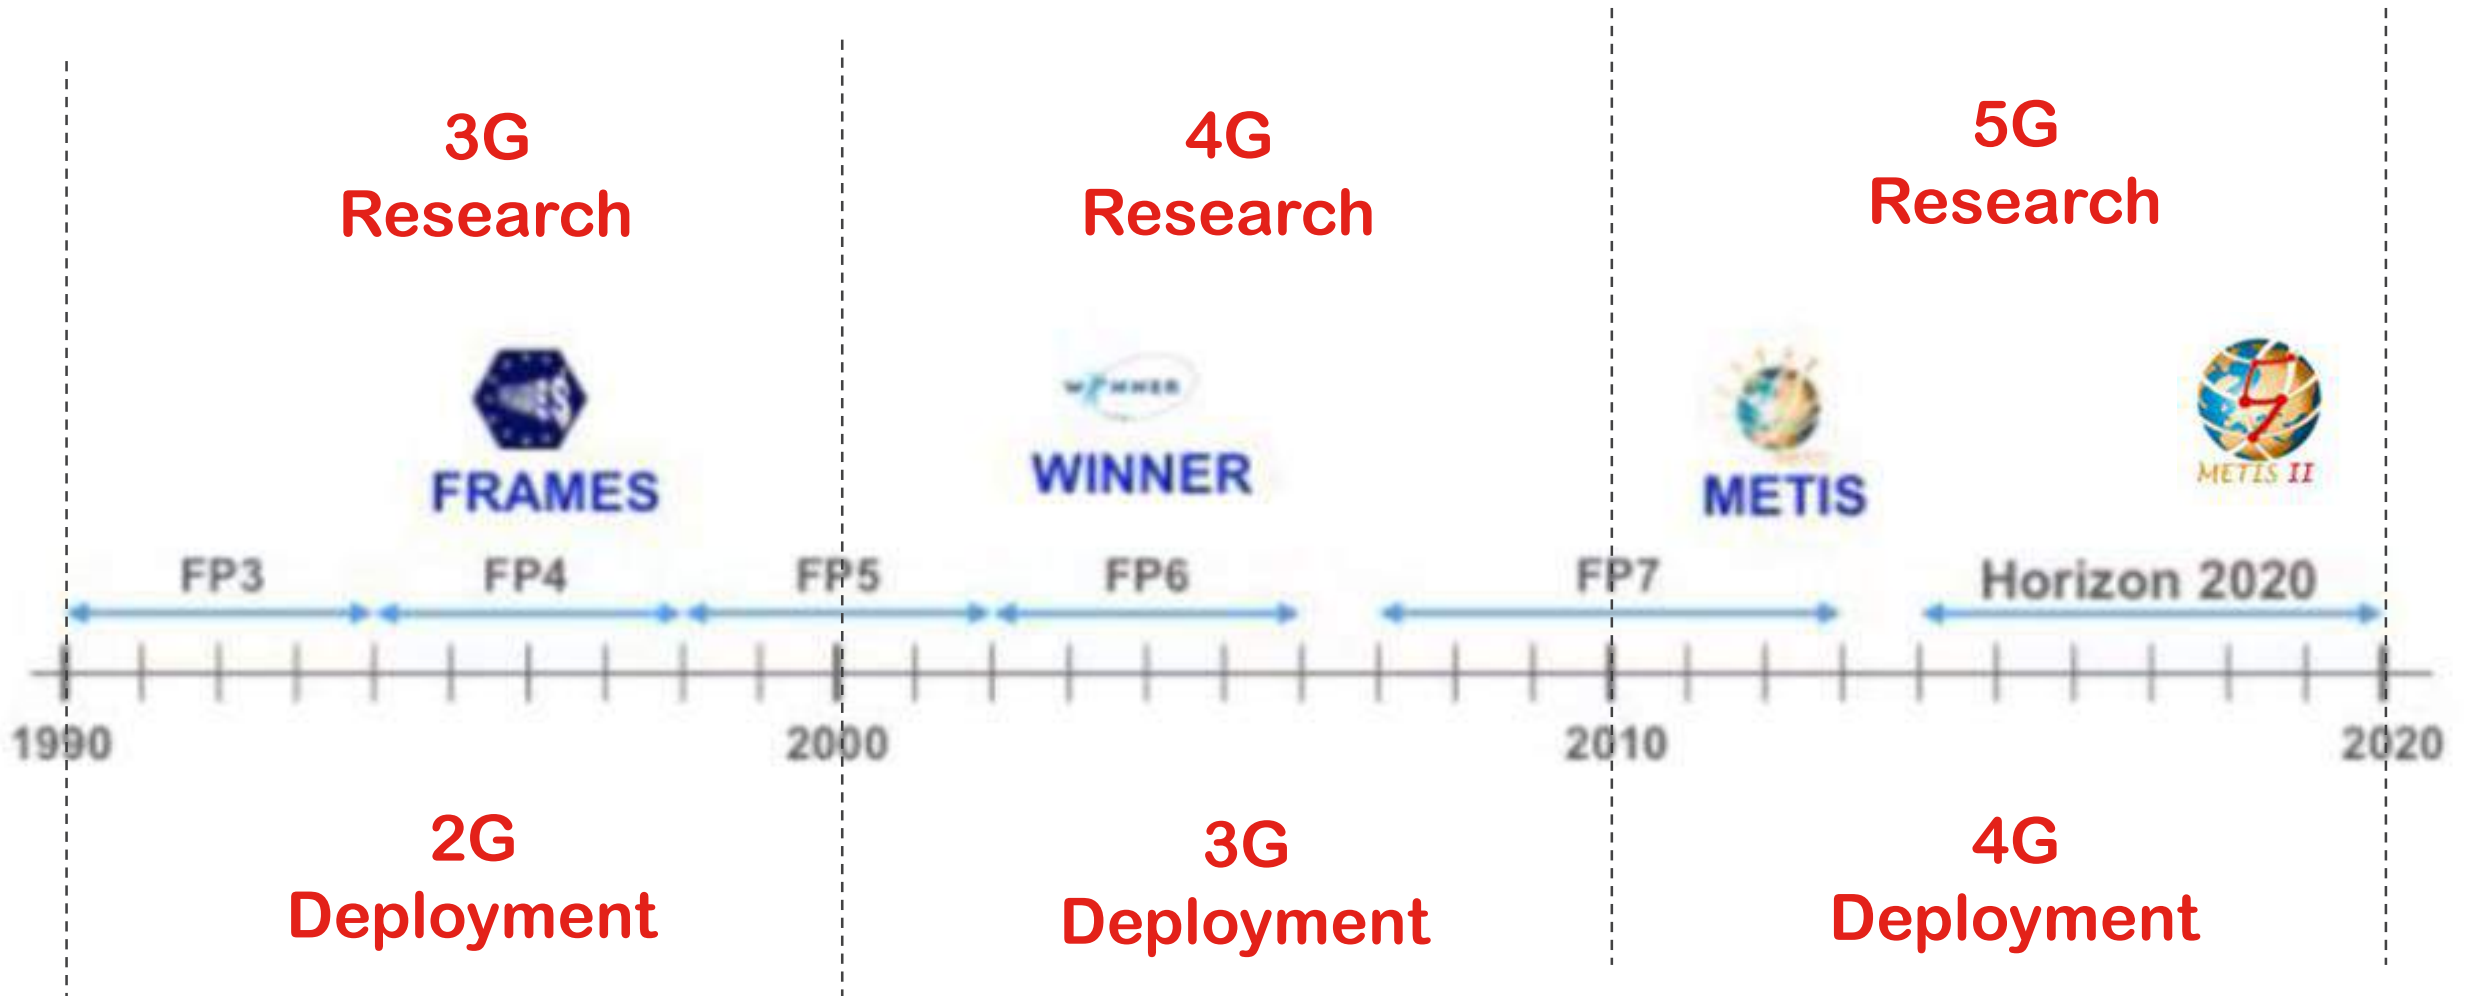 3G
Research
4G
Research
5G
Research
WINNER
METIS II
FRAMES
WINNER
METIS
FP3
FP4
FP5
FP6
FP7
Horizon 2020
1990
2000
2010
2020
2G
Deployment
3G
Deployment
4G
Deployment